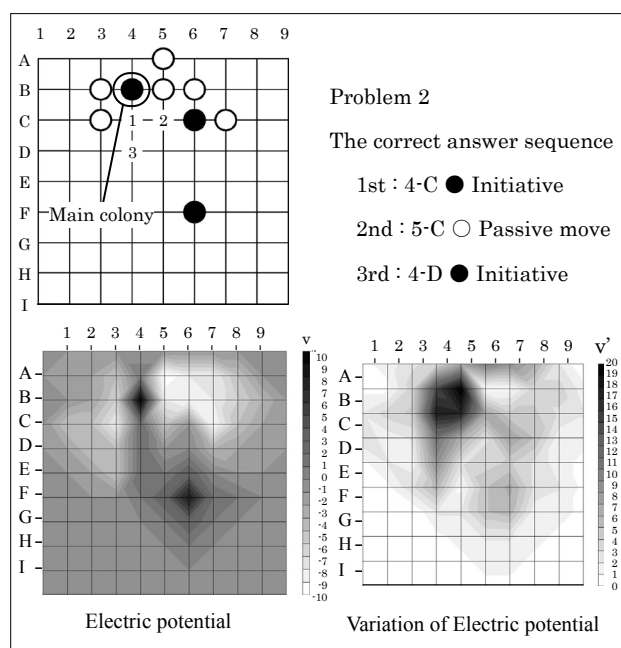 1 2 3 4 5 6 7 8 9
A
B
C 1 2
D 3
E
F
G
H
I
Main colony
Problem 2
The correct answer sequence
1st : 4-C ● Initiative
2nd : 5-C ○ Passive move
3rd : 4-D ● Initiative
1 2 3 4 5 6 7 8 9
A
B
C
D
E
F
G
H
I
v
10
9
8
7
6
5
4
3
2
1
0
-1
-2
-3
-4
-5
-6
-7
-8
-9
-10
Electric potential
1 2 3 4 5 6 7 8 9
A
B
C
D
E
F
G
H
I
v'
20
19
18
17
16
15
14
13
12
11
10
9
8
7
6
5
4
3
2
1
0
Variation of Electric potential